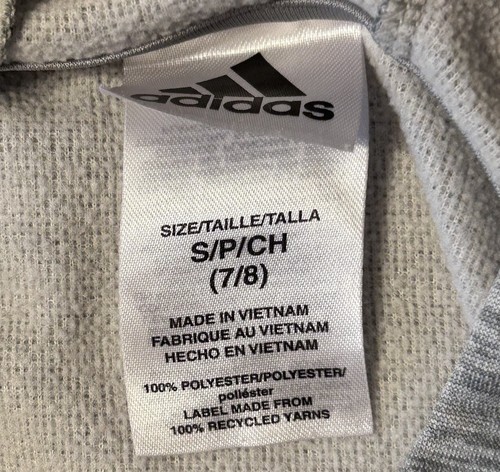 adidas
SIZE/TAILLE/TALLA
S/P/CH
(7/8)
MADE IN VIETNAM
FABRIQUE AU VIETNAM
HECHO EN VIETNAM
100% POLYESTER/POLYESTER/
poliéster
LABEL MADE FROM
100% RECYCLED YARNS